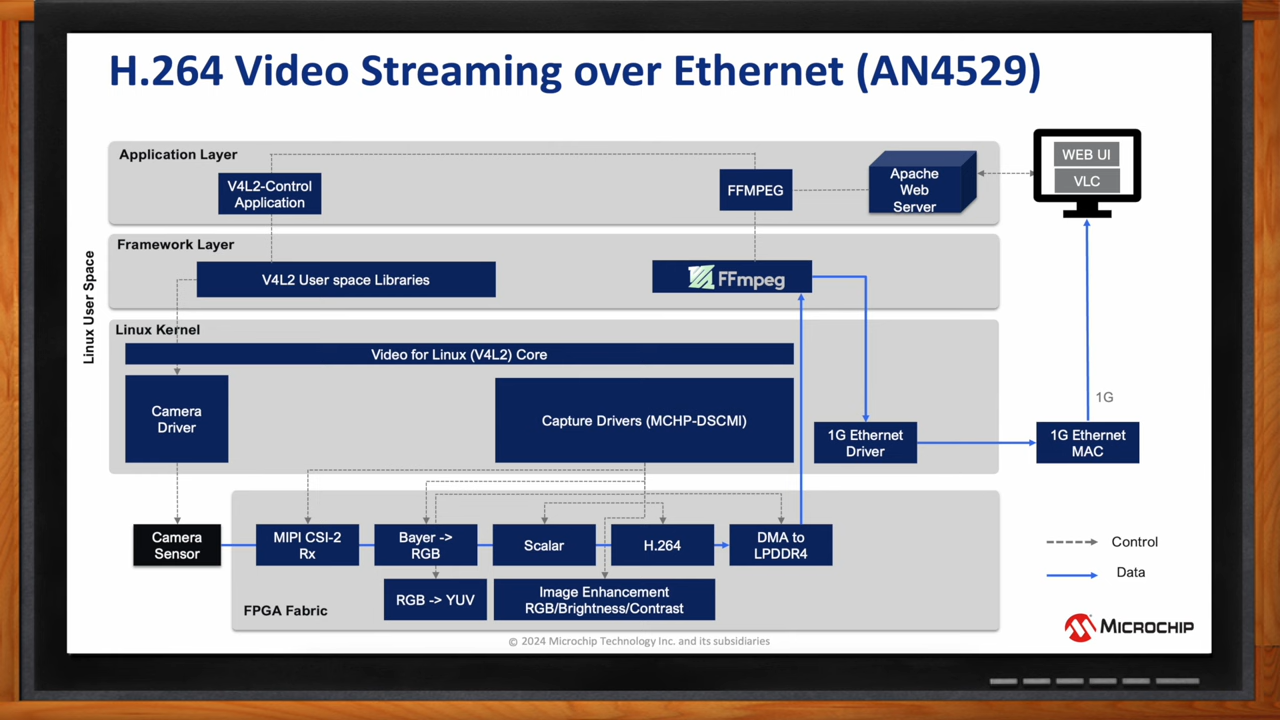 H.264 Video Streaming over Ethernet (AN4529)
Application Layer
V4L2-Control
Application
FFMPEG
Apache
Web
Server
WEB UI
VLC
Framework Layer
V4L2 User space Libraries
FFmpeg
Linux User Space
Linux Kernel
Video for Linux (V4L2) Core
Camera
Driver
Capture Drivers (MCHP-DSCMI)
1G Ethernet
Driver
1G
1G Ethernet
MAC
Camera
Sensor
MIPI CSI-2
Rx
Bayer ->
RGB
Scalar
H.264
DMA to
LPDDR4
RGB -> YUV
Image Enhancement
RGB/Brightness/Contrast
FPGA Fabric
Control
Data
MICROCHIP
© 2024 Microchip Technology Inc. and its subsidiaries